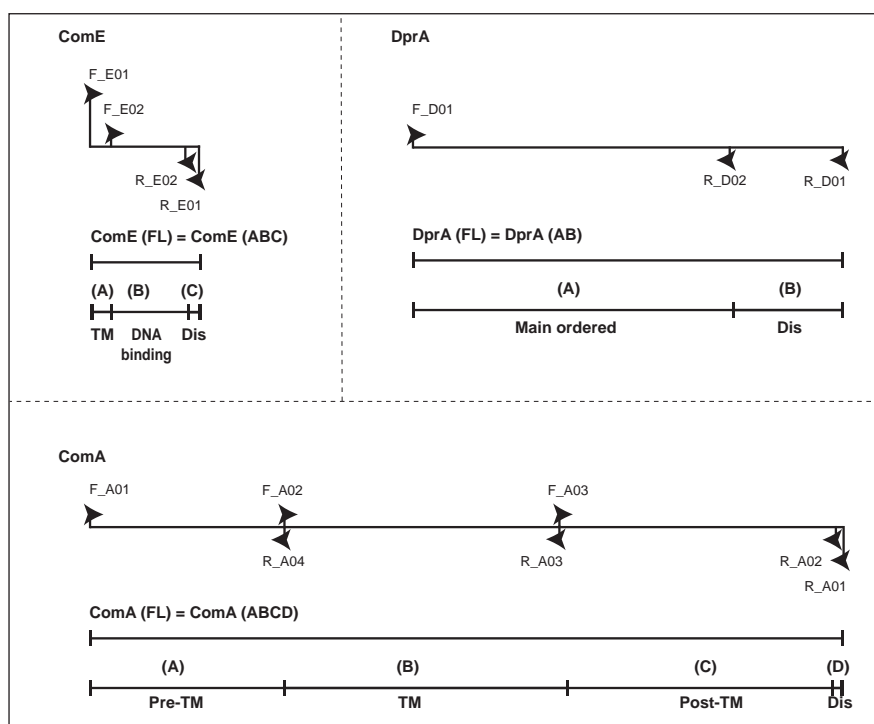 ComE
F_E01
F_E02
R_E02
R_E01
ComE (FL) = ComE (ABC)
(A) (B) (C)
TM DNA Dis
binding
DprA
F_D01
R_D02 R_D01
DprA (FL) = DprA (AB)
(A) (B)
Main ordered Dis
ComA
F_A01 F_A02 F_A03
R_A04 R_A03 R_A02
R_A01
ComA (FL) = ComA (ABCD)
(A) (B) (C) (D)
Pre-TM TM Post-TM Dis